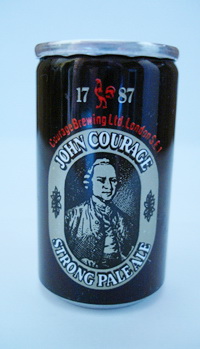 17 87
Courage Brewing Ltd. London S.E.1
JOHN COURAGE
STRONG PALE ALE